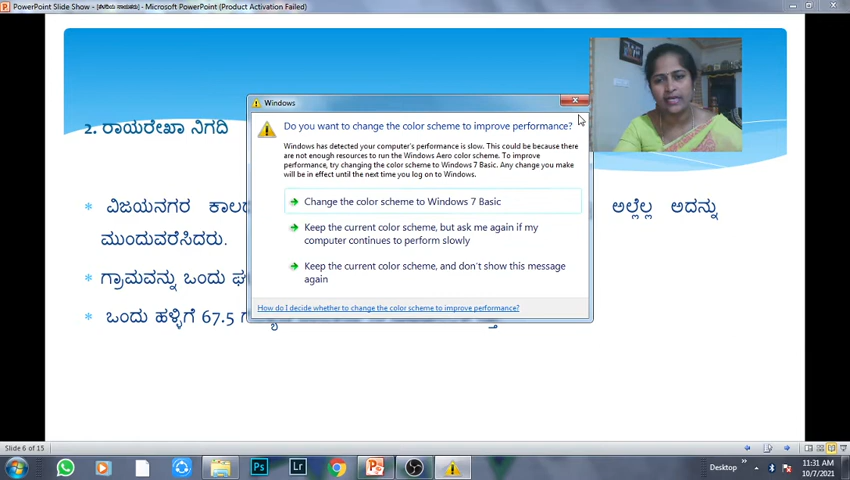 PowerPoint Slide Show - [ಕೆಳದಿಯ ನಾಯಕರು] - Microsoft PowerPoint (Product Activation Failed)
2. ರಾಯರೇಖಾ ನಿಗದಿ
Windows
Do you want to change the color scheme to improve performance?
Windows has detected your computer's performance is slow. This could be because there
are not enough resources to run the Windows Aero color scheme. To improve
performance, try changing the color scheme to Windows 7 Basic. Any change you make
will be in effect until the next time you log on to Windows.
Change the color scheme to Windows 7 Basic
Keep the current color scheme, but ask me again if my
computer continues to perform slowly
Keep the current color scheme, and don't show this message
again
How do I decide whether to change the color scheme to improve performance?
* ವಿಜಯನಗರ ಅಲ್ಲೆಲ್ಲ ಅದನ್ನು
ಮುಂದುವರೆಸಿದರು.
* ಗ್ರಾಮವನ್ನು ಒಂದು
* ಒಂದು ಹಳ್ಳಿಗೆ 67.5
Slide 6 of 15
Ps
Lr
Desktop
11:31 AM
10/7/2021